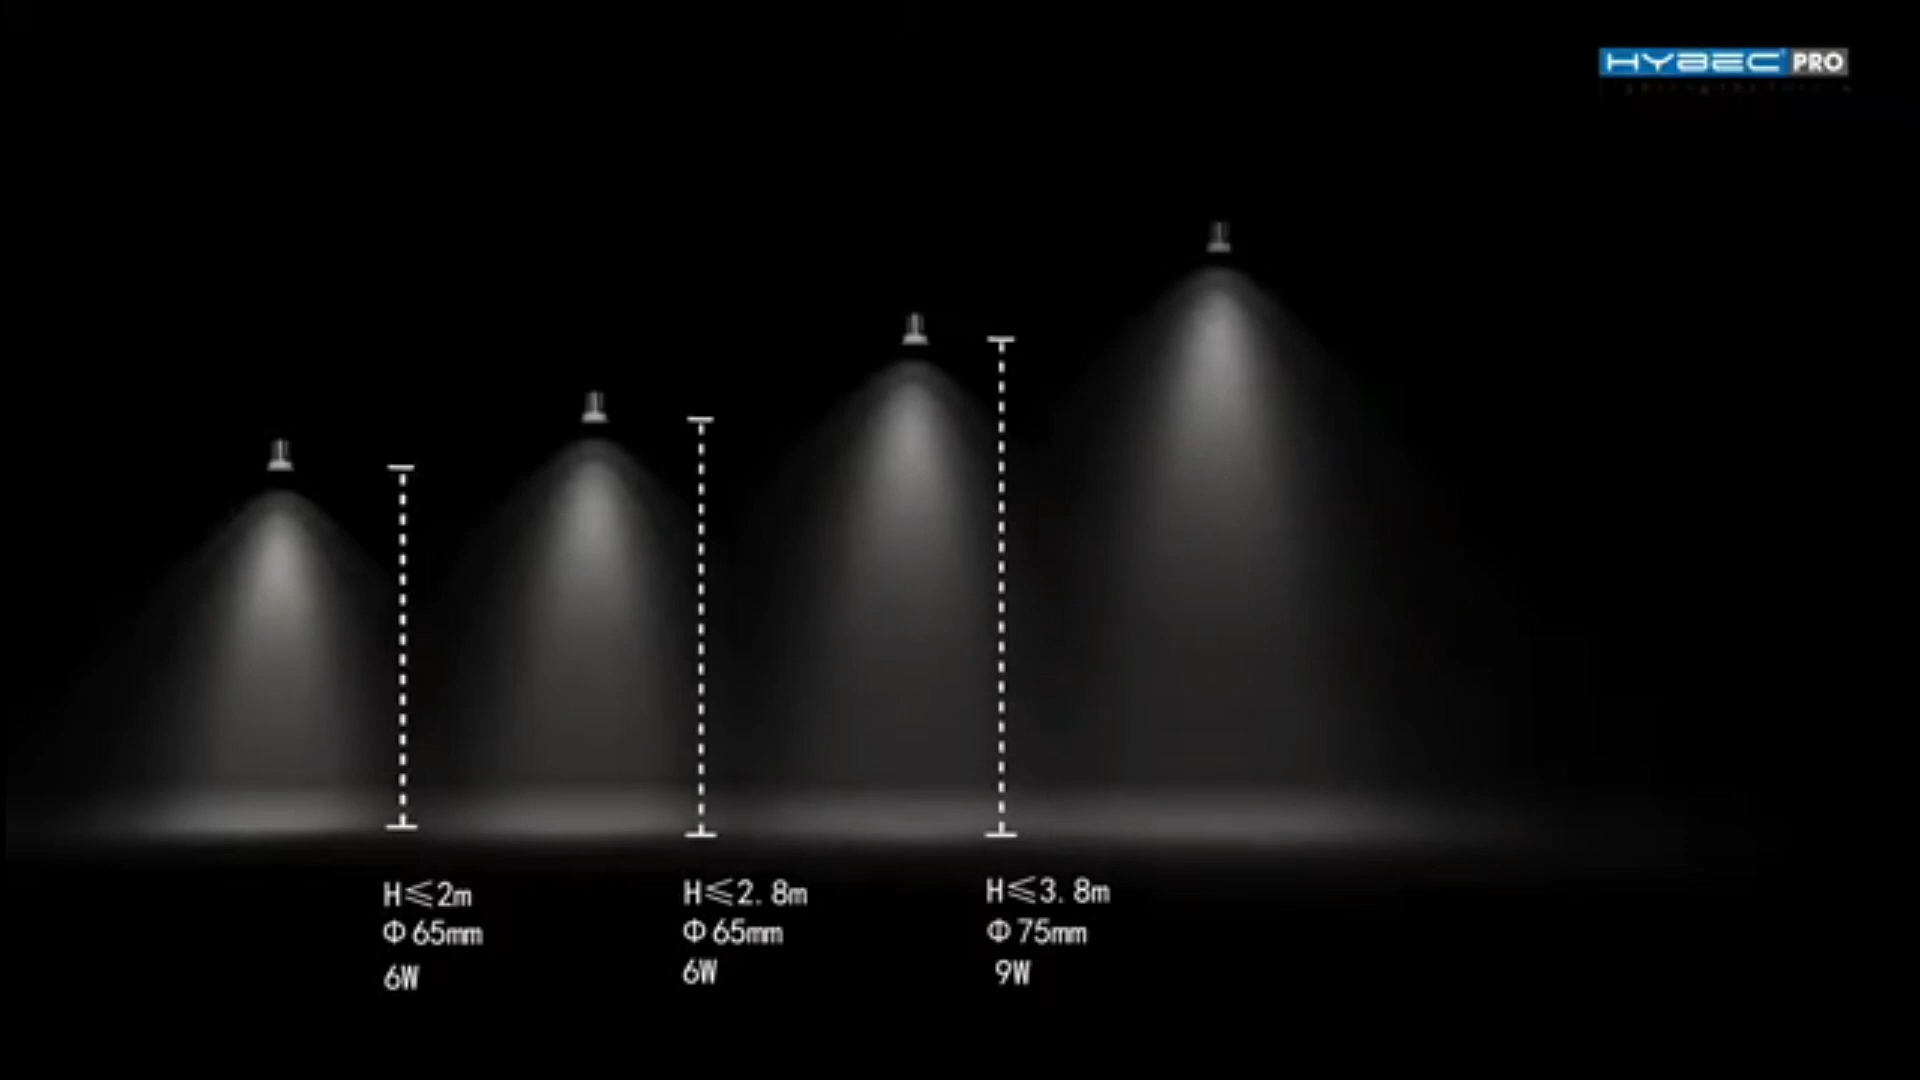 HYBEC PRO
H≤2m
Φ65mm
6W
H≤2.8m
Φ65mm
6W
H≤3.8m
Φ75mm
9W